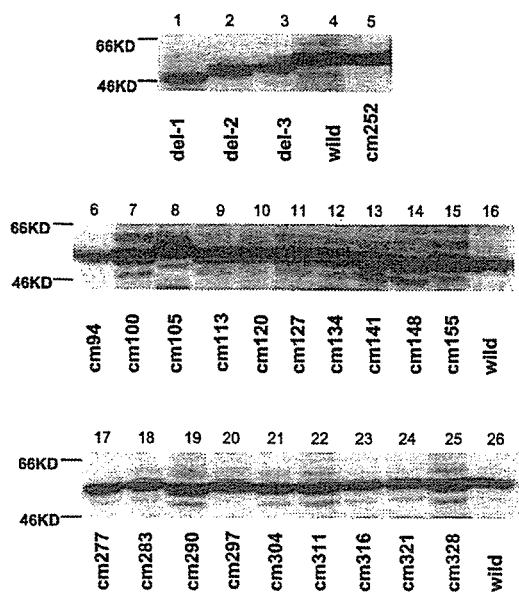 1 2 3 4 5
66KD
46KD
del-1 del-2 del-3 wild cm252
6 7 8 9 10 11 12 13 14 15 16
66KD
46KD
cm94 cm100 cm105 cm113 cm120 cm127 cm134 cm141 cm148 cm155 wild
17 18 19 20 21 22 23 24 25 26
66KD
46KD
cm277 cm283 cm290 cm297 cm304 cm311 cm316 cm321 cm328 wild